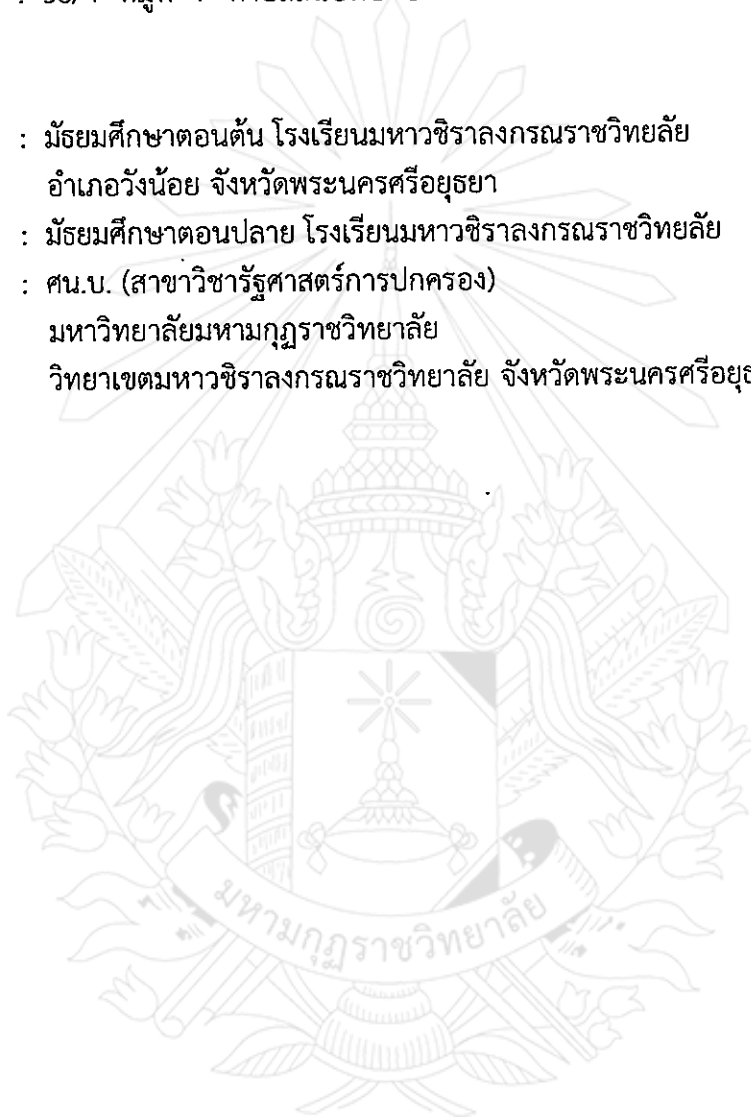 : มัธยมศึกษาตอนต้น โรงเรียนมหาวชิราลงกรณราชวิทยลัย
อำเภอวังน้อย จังหวัดพระนครศรีอยุธยา
: มัธยมศึกษาตอนปลาย โรงเรียนมหาวชิราลงกรณราชวิทยลัย
: ศน.บ. (สาขาวิชารัฐศาสตร์การปกครอง)
มหาวิทยาลัยมหามกุฏราชวิทยาลัย
วิทยาเขตมหาวชิราลงกรณราชวิทยาลัย จังหวัดพระนครศรีอยุธ
มหามกุฏราชวิทยาลัย